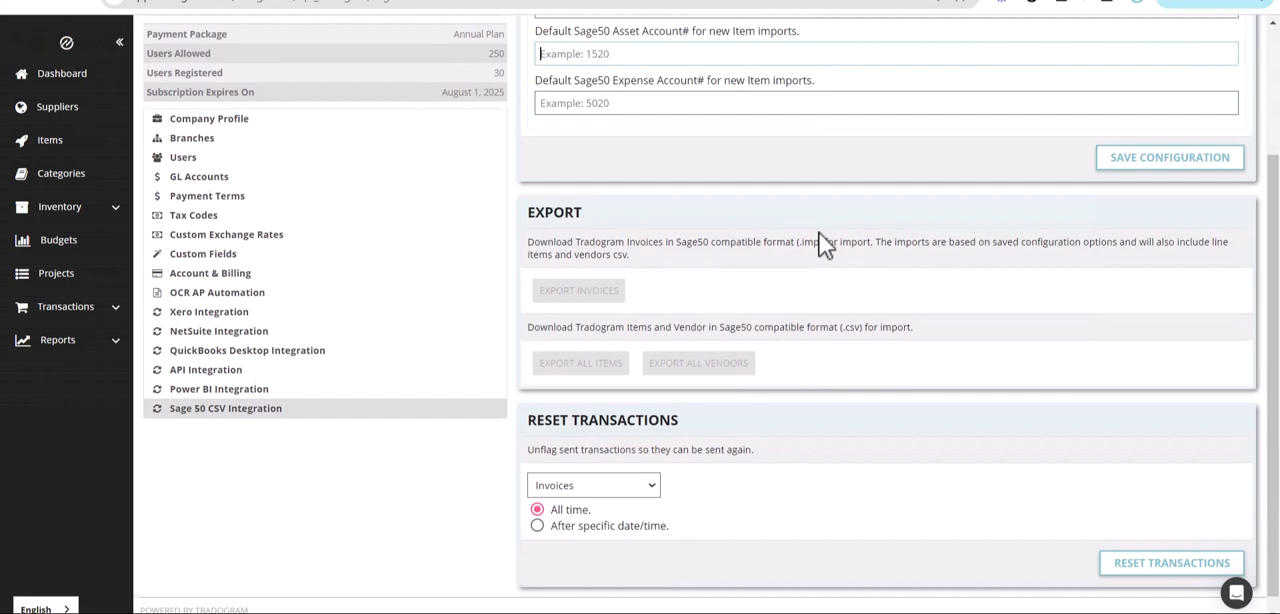 Dashboard
Suppliers
Items
Categories
Inventory
Budgets
Projects
Transactions
Reports
English
Payment Package Annual Plan
Users Allowed 250
Users Registered 30
Subscription Expires On August 1, 2025
Company Profile
Branches
Users
GL Accounts
Payment Terms
Tax Codes
Custom Exchange Rates
Custom Fields
Account & Billing
OCR AP Automation
Xero Integration
NetSuite Integration
QuickBooks Desktop Integration
API Integration
Power BI Integration
Sage 50 CSV Integration
Default Sage50 Asset Account# for new Item imports.
Example: 1520
Default Sage50 Expense Account# for new Item imports.
Example: 5020
SAVE CONFIGURATION
EXPORT
Download Tradogram Invoices in Sage50 compatible format (.imp) for import. The imports are based on saved configuration options and will also include line
items and vendors csv.
EXPORT INVOICES
Download Tradogram Items and Vendor in Sage50 compatible format (.csv) for import.
EXPORT ALL ITEMS EXPORT ALL VENDORS
RESET TRANSACTIONS
Unflag sent transactions so they can be sent again.
Invoices
All time.
After specific date/time.
RESET TRANSACTIONS
POWERED BY TRADOGRAM